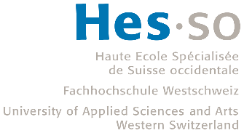 Hes·so
Haute Ecole Spécialisée
de Suisse occidentale
Fachhochschule Westschweiz
University of Applied Sciences and Arts
Western Switzerland